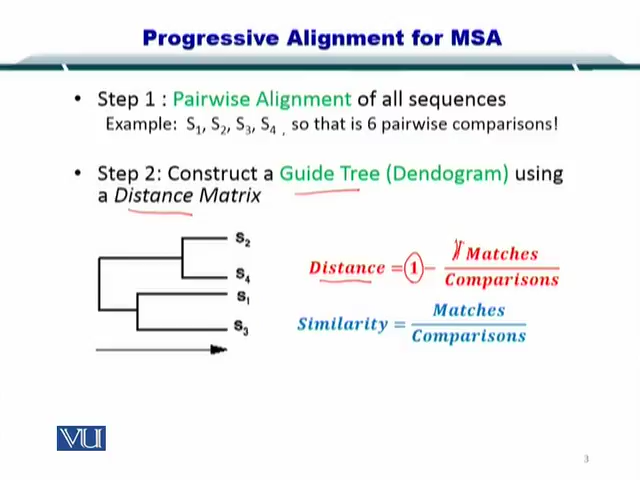 Progressive Alignment for MSA
• Step 1 : Pairwise Alignment of all sequences
Example: S1, S2, S3, S4 , so that is 6 pairwise comparisons!
• Step 2: Construct a Guide Tree (Dendogram) using
a Distance Matrix
S2
S4
S1
S3
Distance = 1 − Matches / Comparisons
Similarity = Matches / Comparisons
VU
3